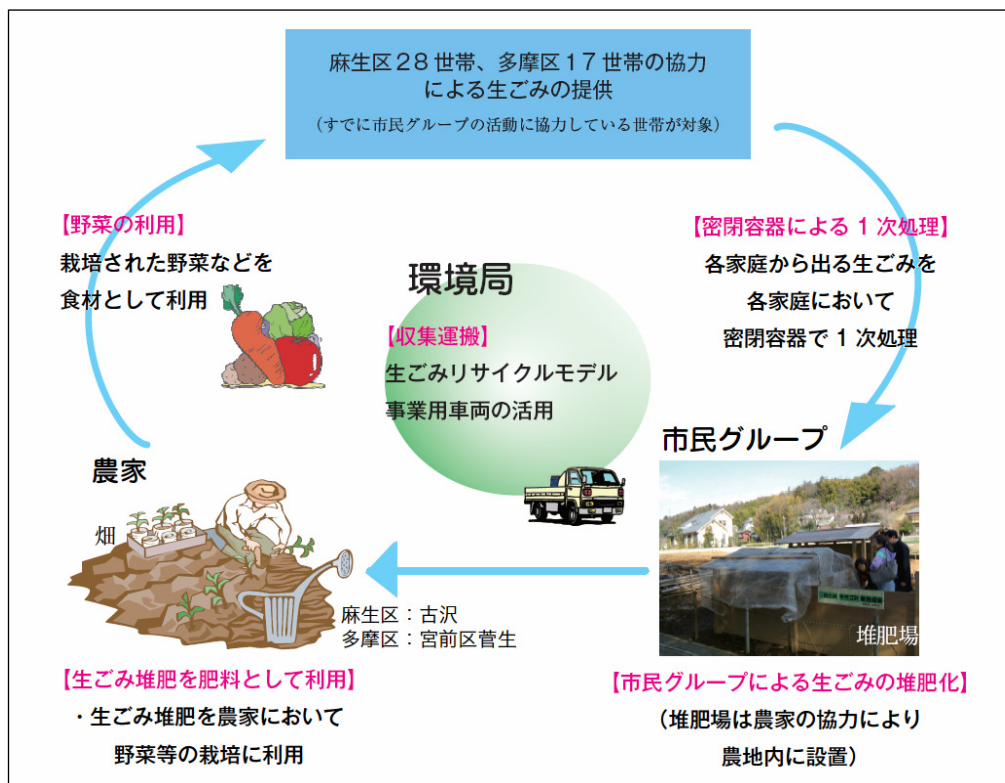 麻生区28世帯、多摩区17世帯の協力
による生ごみの提供
（すでに市民グループの活動に協力している世帯が対象）
【野菜の利用】
栽培された野菜などを
食材として利用
【密閉容器による1次処理】
各家庭から出る生ごみを
各家庭において
密閉容器で1次処理
環境局
【収集運搬】
生ごみリサイクルモデル
事業用車両の活用
市民グループ
堆肥場
【市民グループによる生ごみの堆肥化】
（堆肥場は農家の協力により
農地内に設置）
農家
畑
麻生区：古沢
多摩区：宮前区菅生
【生ごみ堆肥を肥料として利用】
・生ごみ堆肥を農家において
野菜等の栽培に利用